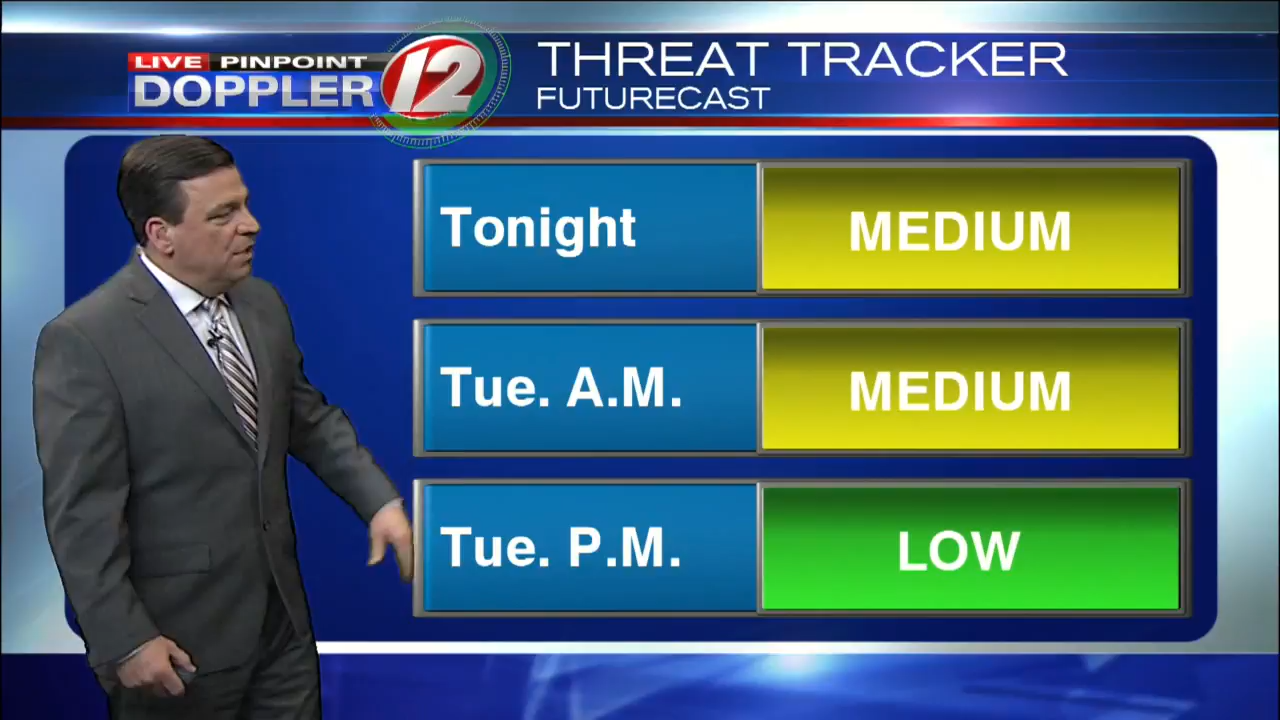 LIVE PINPOINT
DOPPLER 12
THREAT TRACKER
FUTURECAST
Tonight MEDIUM
Tue. A.M. MEDIUM
Tue. P.M. LOW